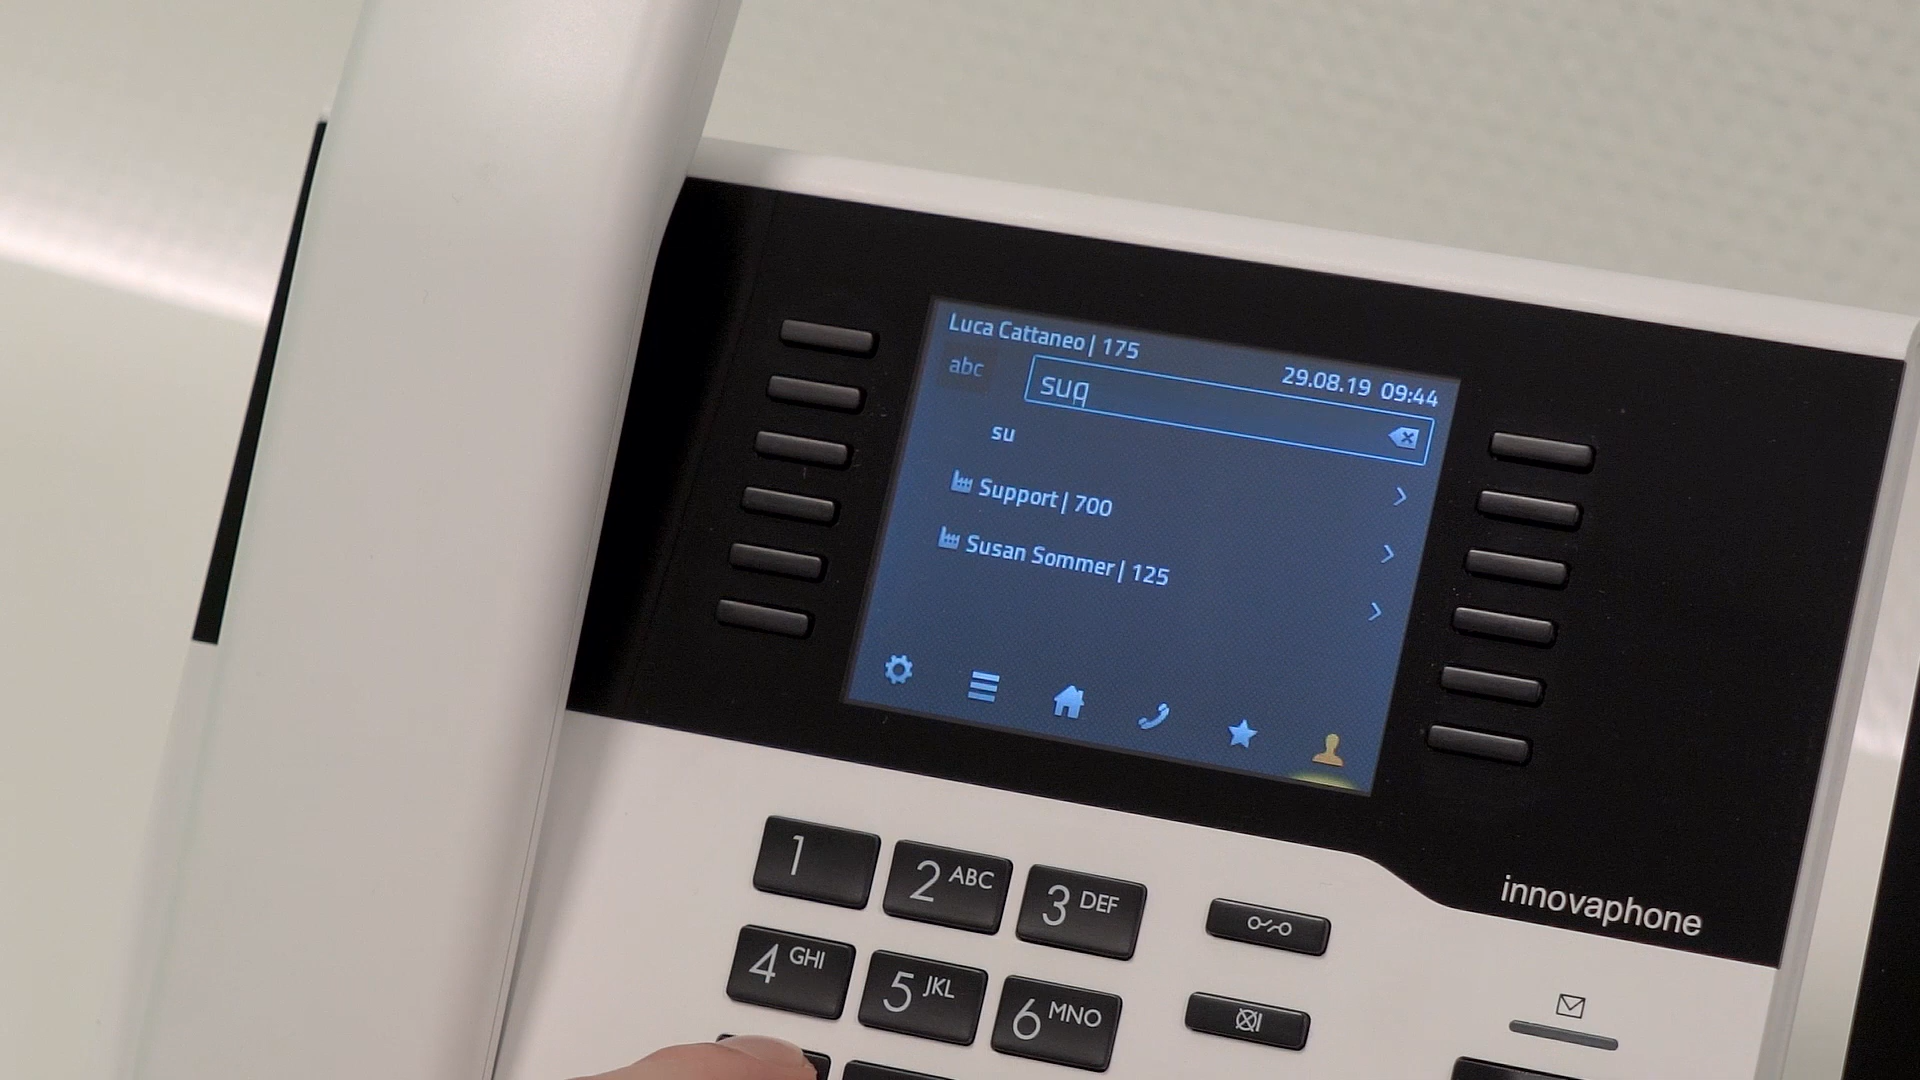 Luca Cattaneo | 175
29.08.19 09:44
abc
suq
su
Support | 700
Susan Sommer | 125
innovaphone
1
2 ABC
3 DEF
4 GHI
5 JKL
6 MNO